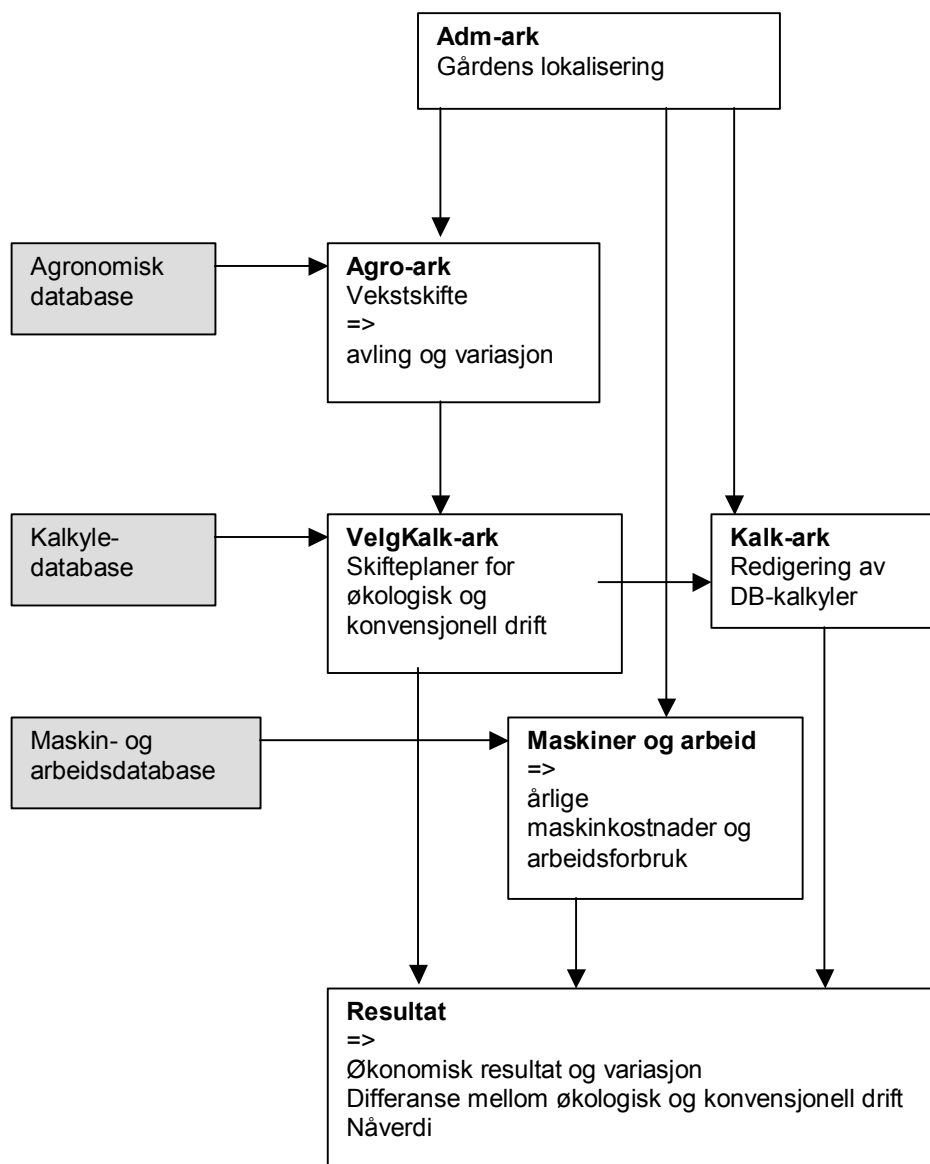 Adm-ark
Gårdens lokalisering
Agronomisk
database
Agro-ark
Vekstskifte
=>
avling og variasjon
Kalkyle-
database
VelgKalk-ark
Skifteplaner for
økologisk og
konvensjonell drift
Kalk-ark
Redigering av
DB-kalkyler
Maskin- og
arbeidsdatabase
Maskiner og arbeid
=>
årlige
maskinkostnader og
arbeidsforbruk
Resultat
=>
Økonomisk resultat og variasjon
Differanse mellom økologisk og konvensjonell drift
Nåverdi